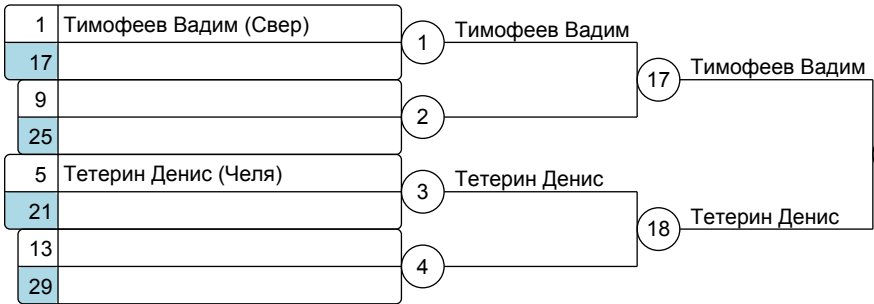 1 Тимофеев Вадим (Свер)
17
9
25
5 Тетерин Денис (Челя)
21
13
29
1 Тимофеев Вадим
2
3 Тетерин Денис
4
17 Тимофеев Вадим
18 Тетерин Денис